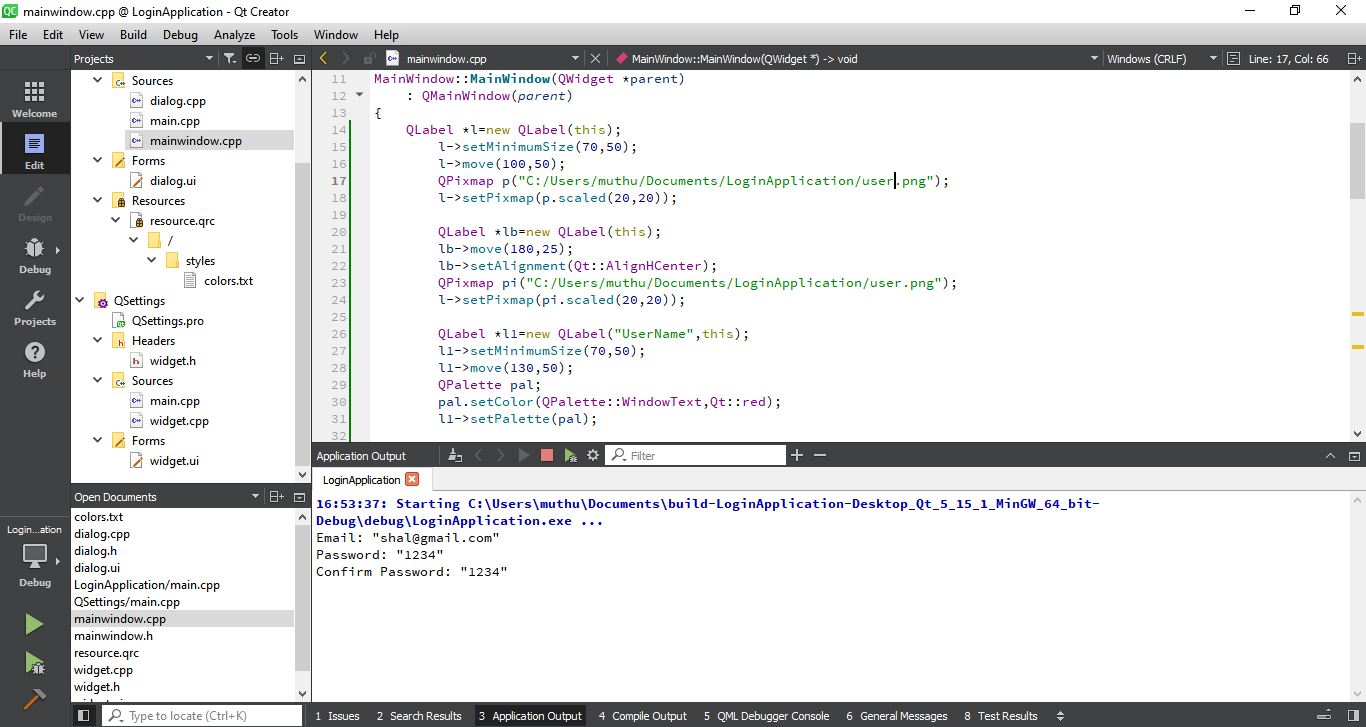 mainwindow.cpp @ LoginApplication - Qt Creator
File Edit View Build Debug Analyze Tools Window Help
Projects
mainwindow.cpp
MainWindow::MainWindow(QWidget *) -> void
Windows (CRLF)
Line: 17, Col: 66
Welcome
Edit
Design
Debug
Projects
Help
Login...ation
Debug
Sources
dialog.cpp
main.cpp
mainwindow.cpp
Forms
dialog.ui
Resources
resource.qrc
/
styles
colors.txt
QSettings
QSettings.pro
Headers
widget.h
Sources
main.cpp
widget.cpp
Forms
widget.ui
Open Documents
colors.txt
dialog.cpp
dialog.h
dialog.ui
LoginApplication/main.cpp
QSettings/main.cpp
mainwindow.cpp
mainwindow.h
resource.qrc
widget.cpp
widget.h
11 MainWindow::MainWindow(QWidget *parent)
12 : QMainWindow(parent)
13 {
14 QLabel *l=new QLabel(this);
15 l->setMinimumSize(70,50);
16 l->move(100,50);
17 QPixmap p("C:/Users/muthu/Documents/LoginApplication/user.png");
18 l->setPixmap(p.scaled(20,20));
19
20 QLabel *lb=new QLabel(this);
21 lb->move(180,25);
22 lb->setAlignment(Qt::AlignHCenter);
23 QPixmap pi("C:/Users/muthu/Documents/LoginApplication/user.png");
24 l->setPixmap(pi.scaled(20,20));
25
26 QLabel *l1=new QLabel("UserName",this);
27 l1->setMinimumSize(70,50);
28 l1->move(130,50);
29 QPalette pal;
30 pal.setColor(QPalette::WindowText,Qt::red);
31 l1->setPalette(pal);
32
Application Output
Filter
LoginApplication
16:53:37: Starting C:\Users\muthu\Documents\build-LoginApplication-Desktop_Qt_5_15_1_MinGW_64_bit-
Debug\debug\LoginApplication.exe ...
Email: "shal@gmail.com"
Password: "1234"
Confirm Password: "1234"
Type to locate (Ctrl+K)
1 Issues 2 Search Results 3 Application Output 4 Compile Output 5 QML Debugger Console 6 General Messages 8 Test Results